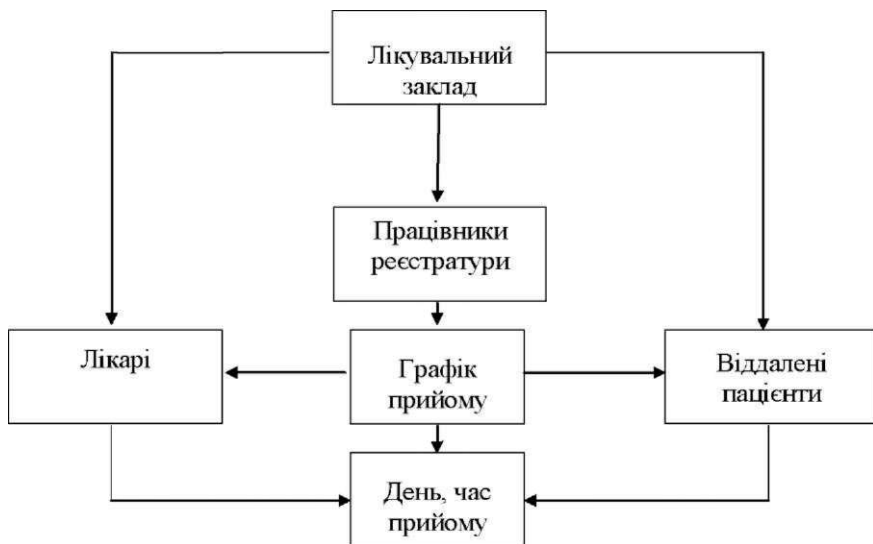 Лікувальний
заклад
Працівники
реєстратури
Лікарі
Графік
прийому
Віддалені
пацієнти
День, час
прийому